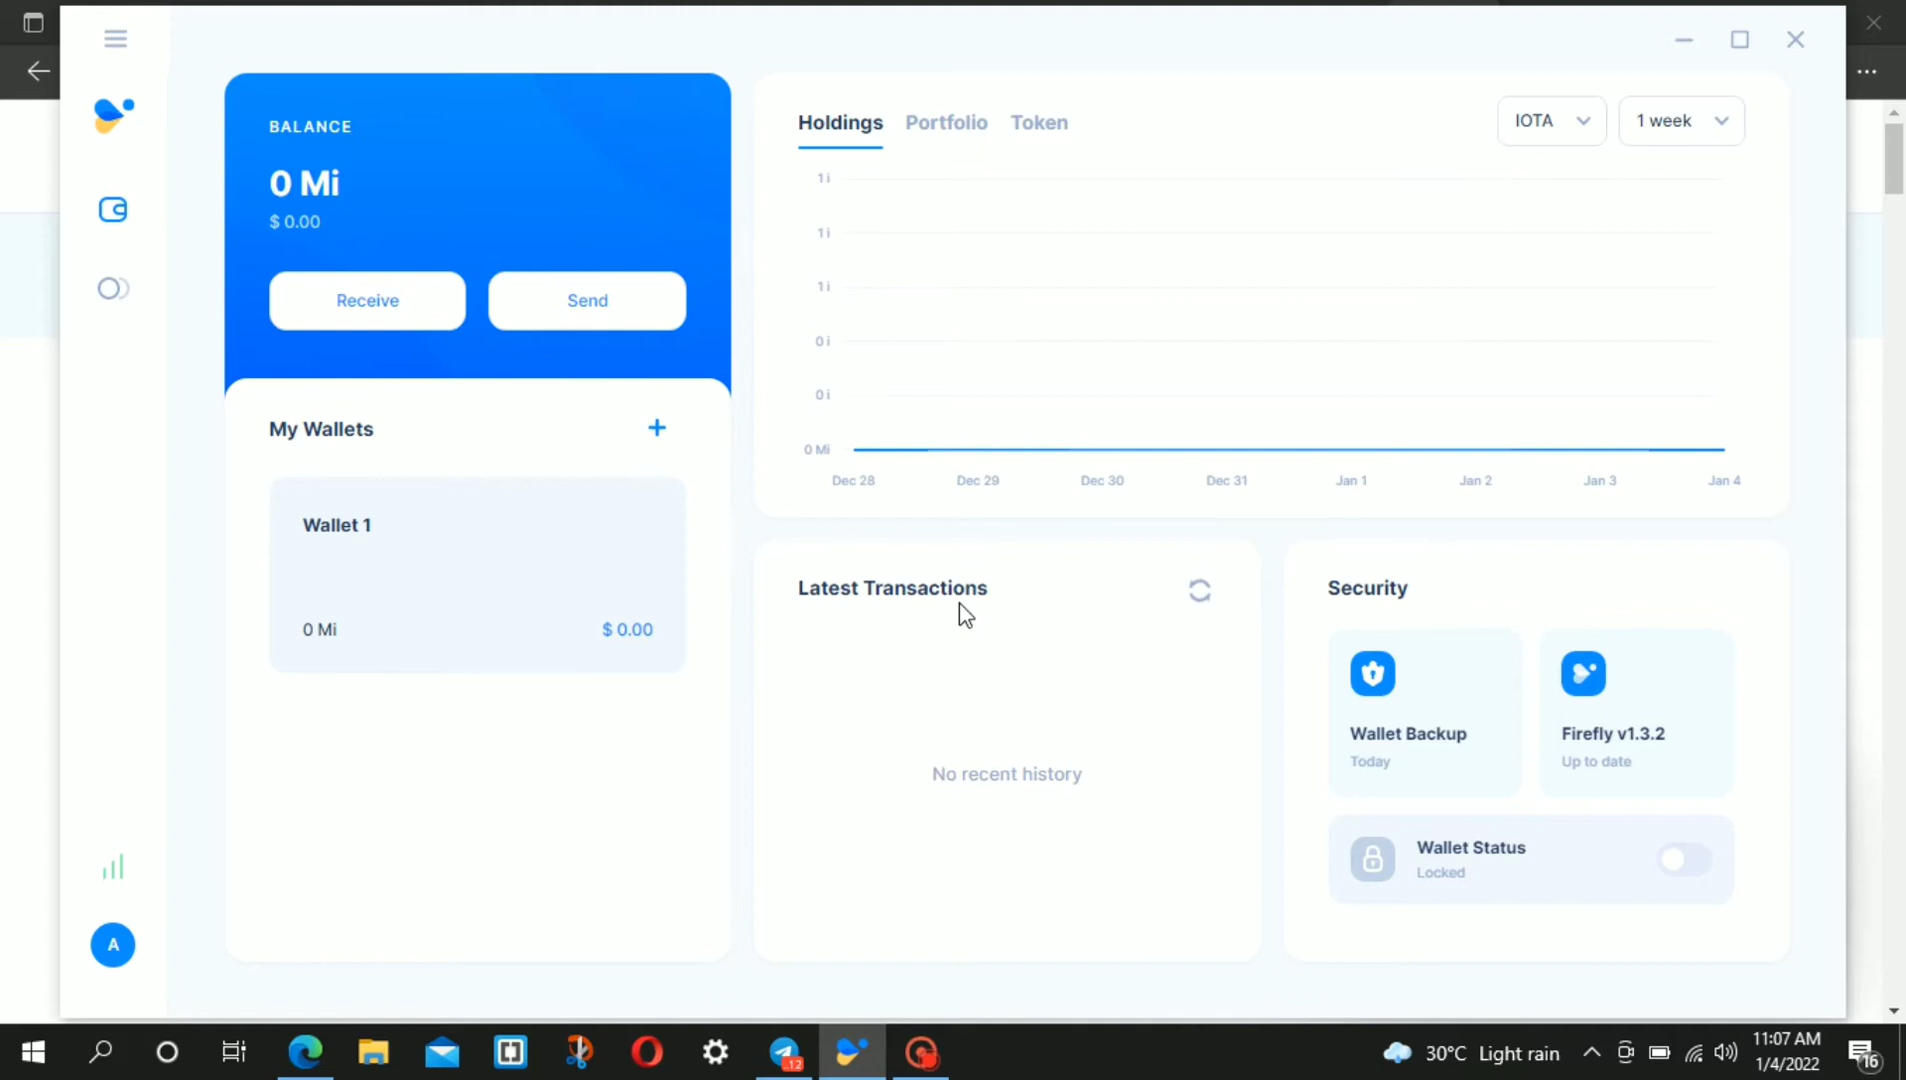 BALANCE
0 Mi
$ 0.00
Receive
Send
My Wallets
+
Wallet 1
0 Mi
$ 0.00
Holdings
Portfolio
Token
IOTA
1 week
1 i
1 i
1 i
0 i
0 i
0 Mi
Dec 28
Dec 29
Dec 30
Dec 31
Jan 1
Jan 2
Jan 3
Jan 4
Latest Transactions
No recent history
Security
Wallet Backup
Today
Firefly v1.3.2
Up to date
Wallet Status
Locked
A
12
30°C Light rain
11:07 AM
1/4/2022
16